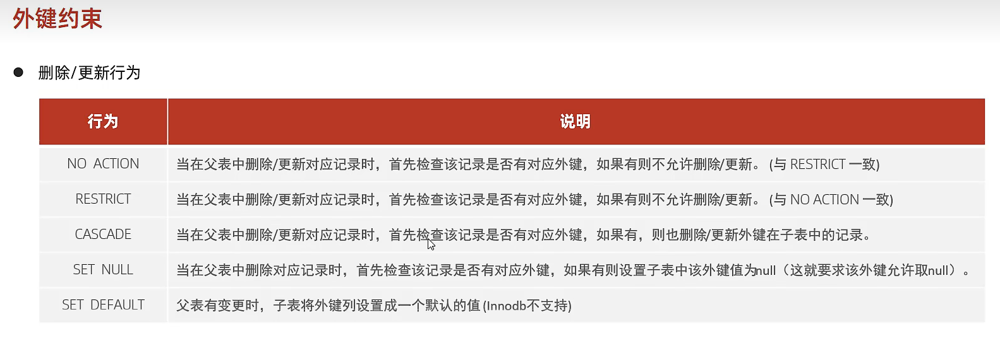 外键约束
● 删除/更新行为
行为 说明
NO ACTION 当在父表中删除/更新对应记录时，首先检查该记录是否有对应外键，如果有则不允许删除/更新。 (与 RESTRICT 一致)
RESTRICT 当在父表中删除/更新对应记录时，首先检查该记录是否有对应外键，如果有则不允许删除/更新。 (与 NO ACTION 一致)
CASCADE 当在父表中删除/更新对应记录时，首先检查该记录是否有对应外键，如果有，则也删除/更新外键在子表中的记录。
SET NULL 当在父表中删除对应记录时，首先检查该记录是否有对应外键，如果有则设置子表中该外键值为null（这就要求该外键允许取null）。
SET DEFAULT 父表有变更时，子表将外键列设置成一个默认的值 (Innodb不支持)